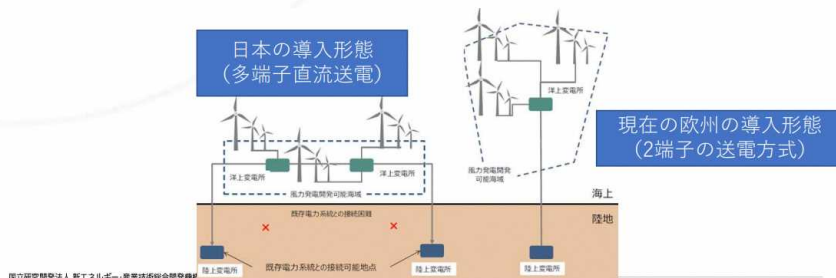 日本の導入形態
（多端子直流送電）
洋上変電所
現在の欧州の導入形態
（2端子の送電方式）
洋上変電所
洋上変電所
風力発電開発可能海域
風力発電開発
可能海域
海上
陸地
既存電力系統との接続困難
既存電力系統との接続可能地点
陸上変電所
陸上変電所
陸上変電所
国立研究開発法人 新エネルギー・産業技術総合開発機構